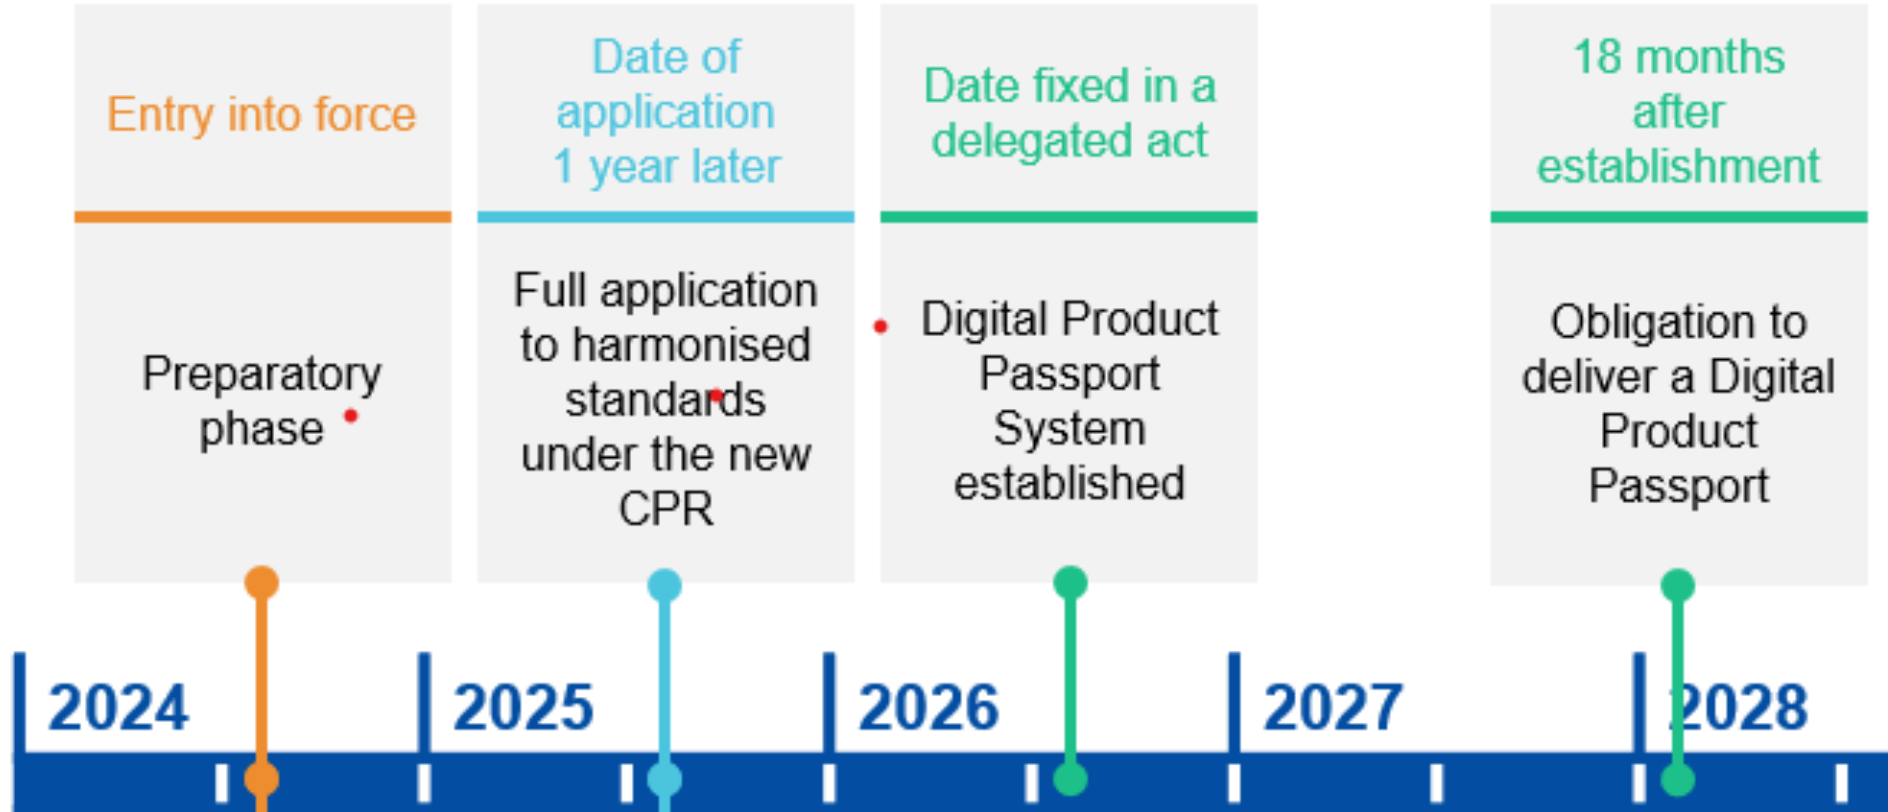 Entry into force
Date of
application
1 year later
Date fixed in a
delegated act
18 months
after
establishment
Preparatory
phase
Full application
to harmonised
standards
under the new
CPR
Digital Product
Passport
System
established
Obligation to
deliver a Digital
Product
Passport
2024
2025
2026
2027
2028